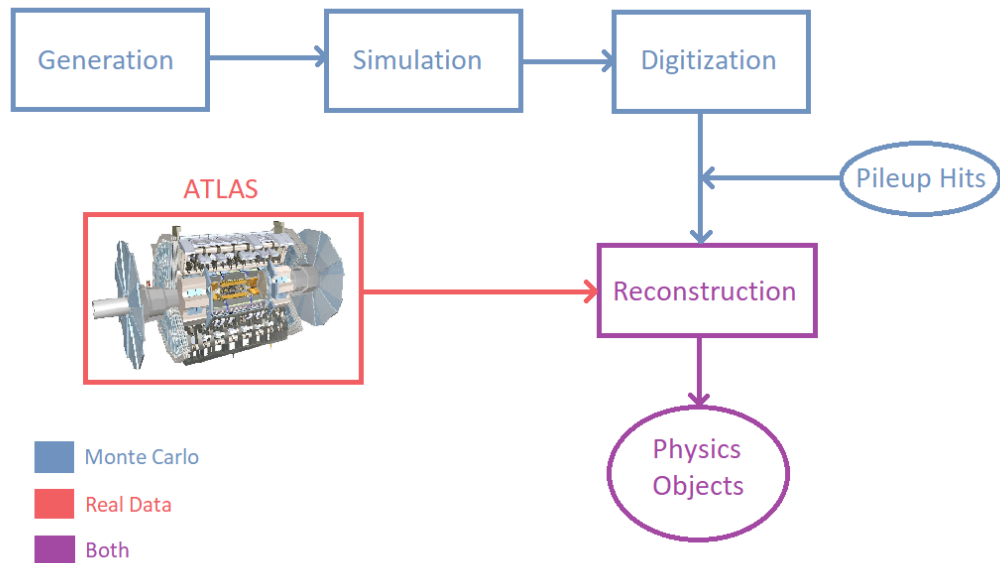 Generation
Simulation
Digitization
Pileup Hits
ATLAS
Reconstruction
Physics
Objects
Monte Carlo
Real Data
Both